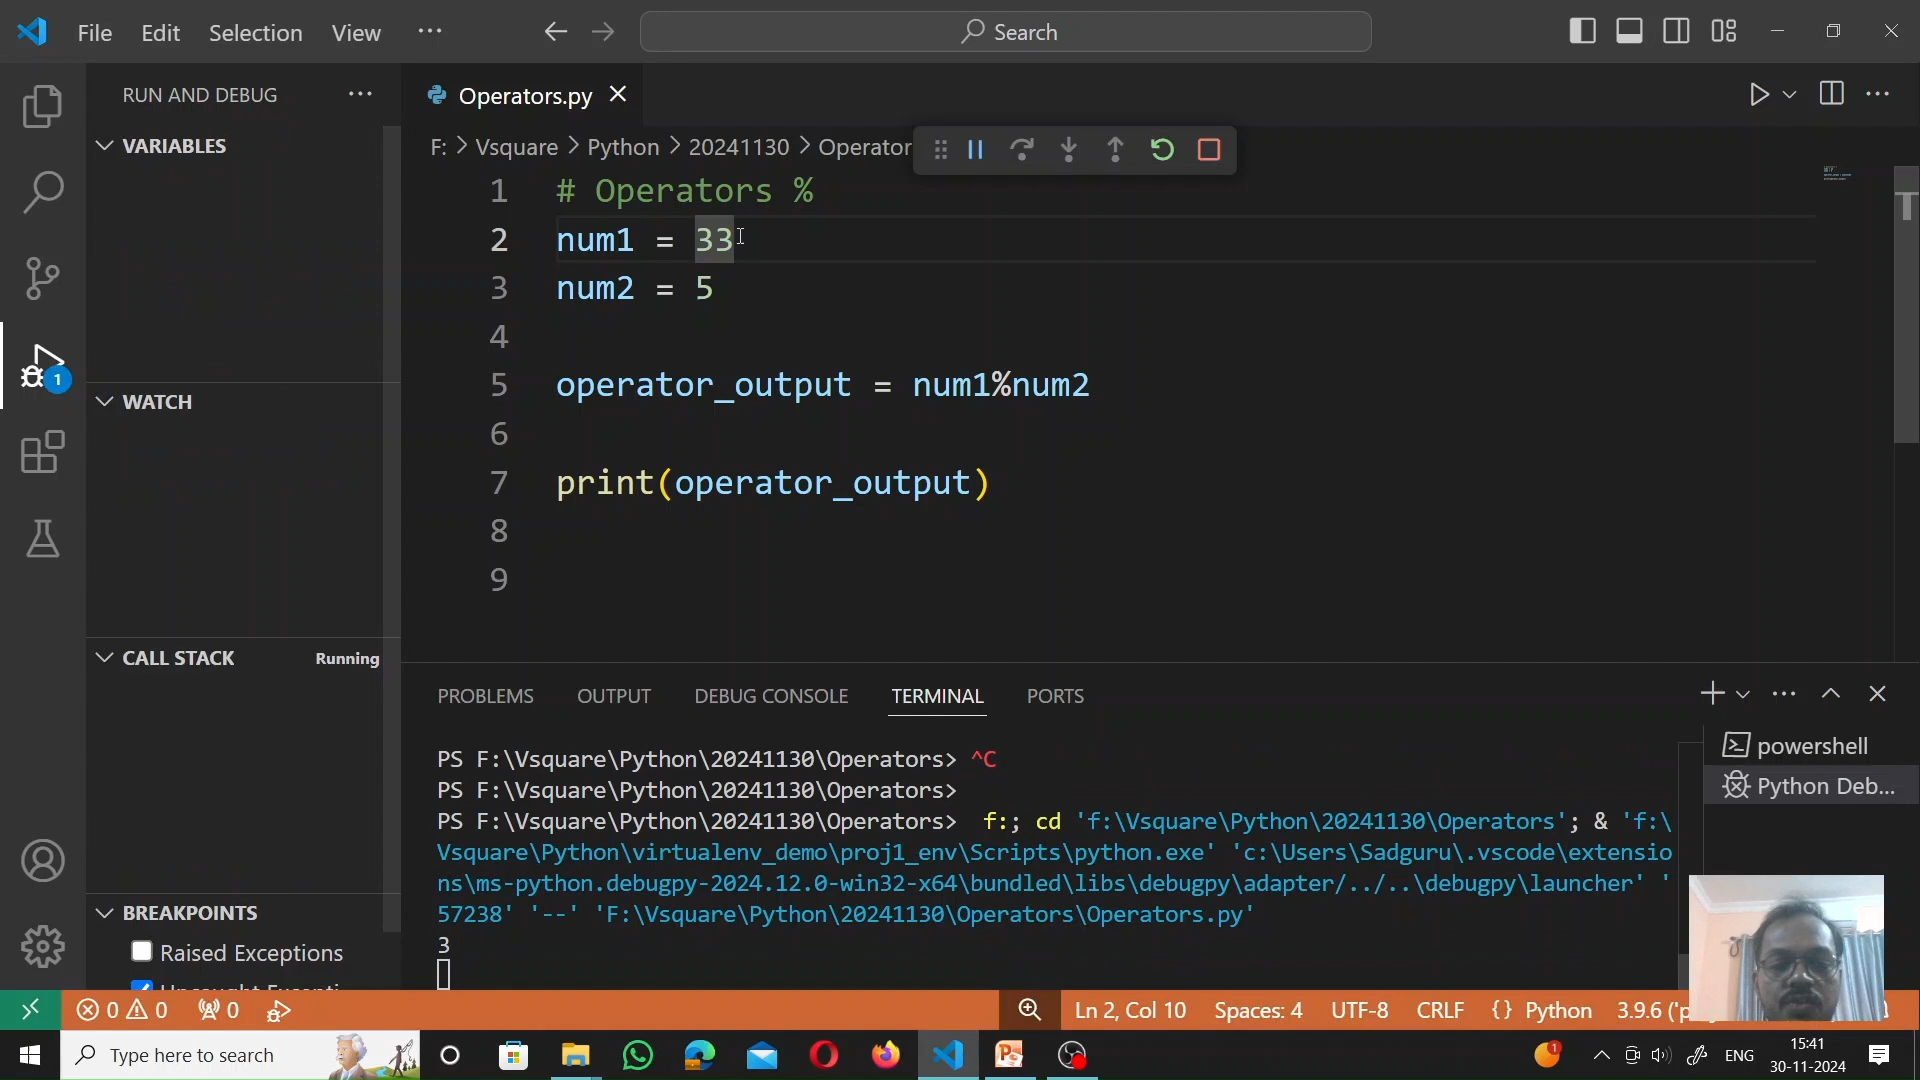 File Edit Selection View ··· Search
RUN AND DEBUG ···
VARIABLES
WATCH
CALL STACK Running
BREAKPOINTS
Raised Exceptions
1
Operators.py
F: > Vsquare > Python > 20241130 > Operator
1 # Operators %
2 num1 = 33
3 num2 = 5
4
5 operator_output = num1%num2
6
7 print(operator_output)
8
9
PROBLEMS OUTPUT DEBUG CONSOLE TERMINAL PORTS
PS F:\Vsquare\Python\20241130\Operators> ^C
PS F:\Vsquare\Python\20241130\Operators>
PS F:\Vsquare\Python\20241130\Operators> f:; cd 'f:\Vsquare\Python\20241130\Operators'; & 'f:\
Vsquare\Python\virtualenv_demo\proj1_env\Scripts\python.exe' 'c:\Users\Sadguru\.vscode\extensio
ns\ms-python.debugpy-2024.12.0-win32-x64\bundled\libs\debugpy\adapter/../..\debugpy\launcher' '
57238' '--' 'F:\Vsquare\Python\20241130\Operators\Operators.py'
3
powershell
Python Deb...
0 0 0 Ln 2, Col 10 Spaces: 4 UTF-8 CRLF {} Python 3.9.6 ('p
Type here to search
1 ENG 15:41
30-11-2024